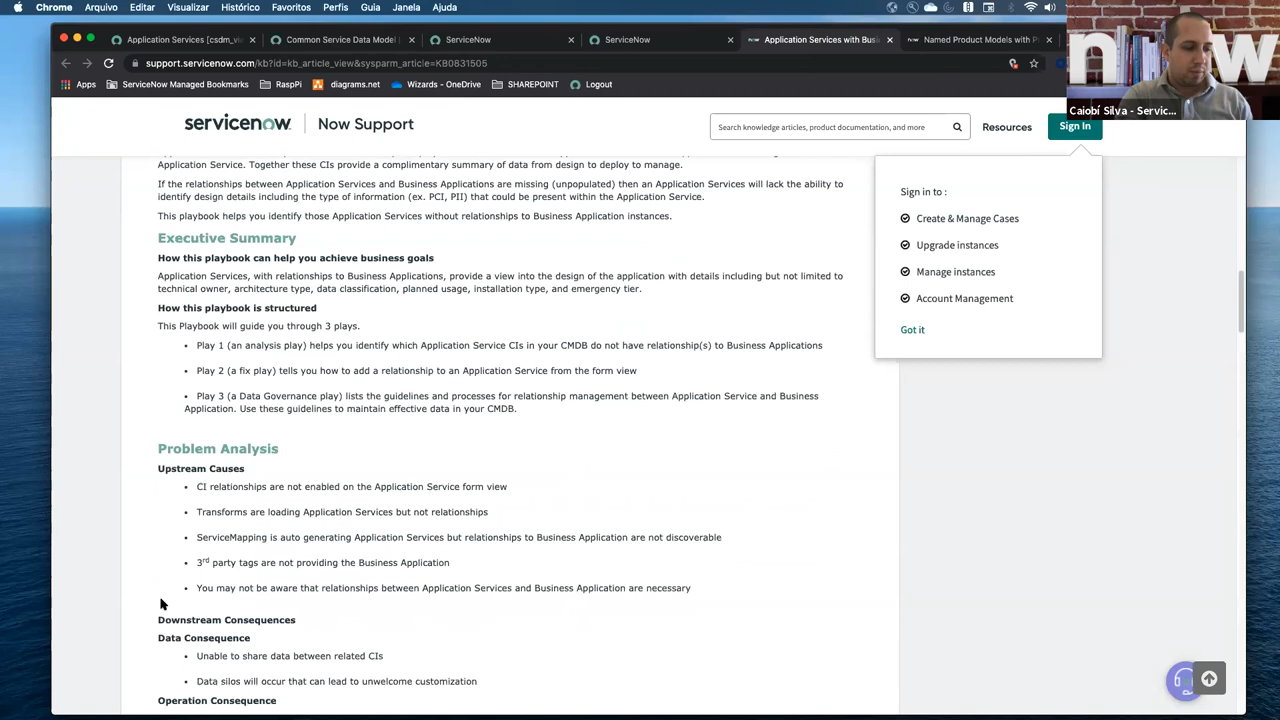 Chrome Arquivo Editar Visualizar Histórico Favoritos Perfis Guia Janela Ajuda
Application Services [csdm_vi
Common Service Data Model |
ServiceNow
ServiceNow
Application Services with Busi
Named Product Models with P
support.servicenow.com/kb?id=kb_article_view&sysparm_article=KB0831505
Apps
ServiceNow Managed Bookmarks
RaspPi
diagrams.net
Wizards - OneDrive
SHAREPOINT
Logout
now
Caiobí Silva - Servic...
servicenow. Now Support
Search knowledge articles, product documentation, and more
Resources
Sign In
Application Service. Together these CIs provide a complimentary summary of data from design to deploy to manage.
If the relationships between Application Services and Business Applications are missing (unpopulated) then an Application Services will lack the ability to
identify design details including the type of information (ex. PCI, PII) that could be present within the Application Service.
This playbook helps you identify those Application Services without relationships to Business Application instances.
Executive Summary
How this playbook can help you achieve business goals
Application Services, with relationships to Business Applications, provide a view into the design of the application with details including but not limited to
technical owner, architecture type, data classification, planned usage, installation type, and emergency tier.
How this playbook is structured
This Playbook will guide you through 3 plays.
• Play 1 (an analysis play) helps you identify which Application Service CIs in your CMDB do not have relationship(s) to Business Applications
• Play 2 (a fix play) tells you how to add a relationship to an Application Service from the form view
• Play 3 (a Data Governance play) lists the guidelines and processes for relationship management between Application Service and Business
Application. Use these guidelines to maintain effective data in your CMDB.
Problem Analysis
Upstream Causes
• CI relationships are not enabled on the Application Service form view
• Transforms are loading Application Services but not relationships
• ServiceMapping is auto generating Application Services but relationships to Business Application are not discoverable
• 3rd party tags are not providing the Business Application
• You may not be aware that relationships between Application Services and Business Application are necessary
Downstream Consequences
Data Consequence
• Unable to share data between related CIs
• Data silos will occur that can lead to unwelcome customization
Operation Consequence
Sign in to :
Create & Manage Cases
Upgrade instances
Manage instances
Account Management
Got it